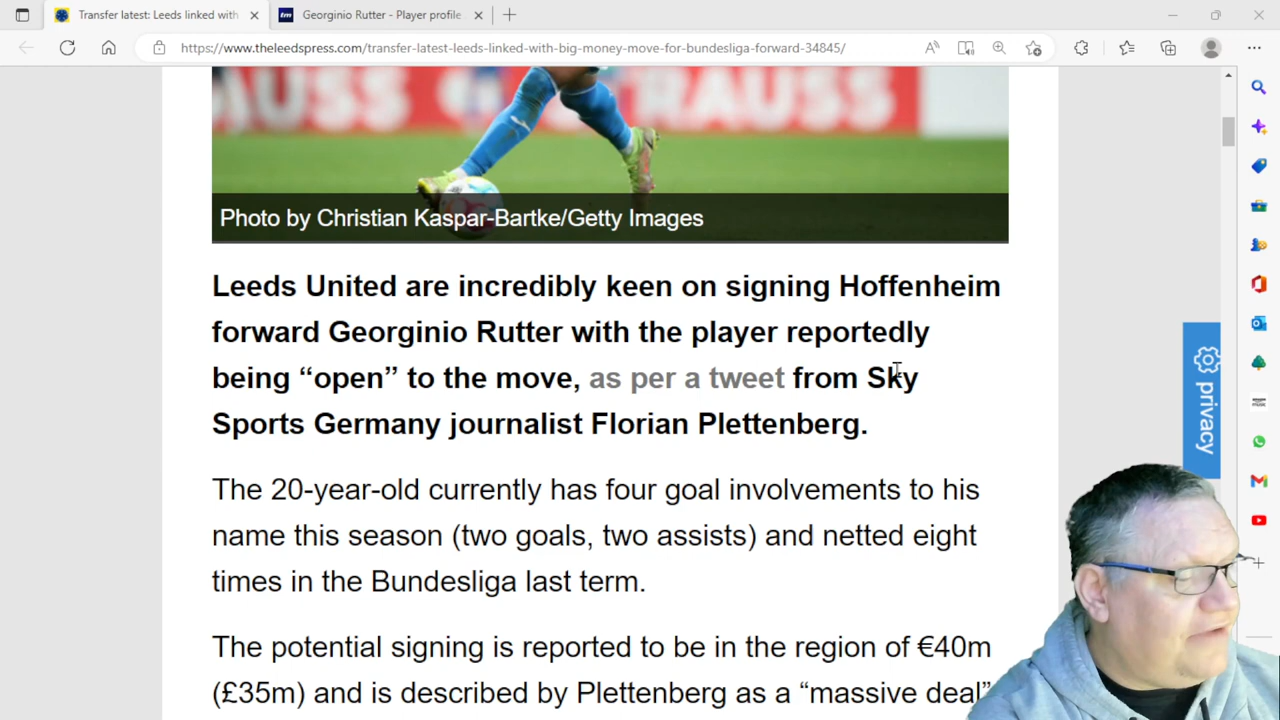 Transfer latest: Leeds linked with
Georginio Rutter - Player profile
https://www.theleedspress.com/transfer-latest-leeds-linked-with-big-money-move-for-bundesliga-forward-34845/
Photo by Christian Kaspar-Bartke/Getty Images
Leeds United are incredibly keen on signing Hoffenheim
forward Georginio Rutter with the player reportedly
being “open” to the move, as per a tweet from Sky
Sports Germany journalist Florian Plettenberg.
The 20-year-old currently has four goal involvements to his
name this season (two goals, two assists) and netted eight
times in the Bundesliga last term.
The potential signing is reported to be in the region of €40m
(£35m) and is described by Plettenberg as a “massive deal”
privacy